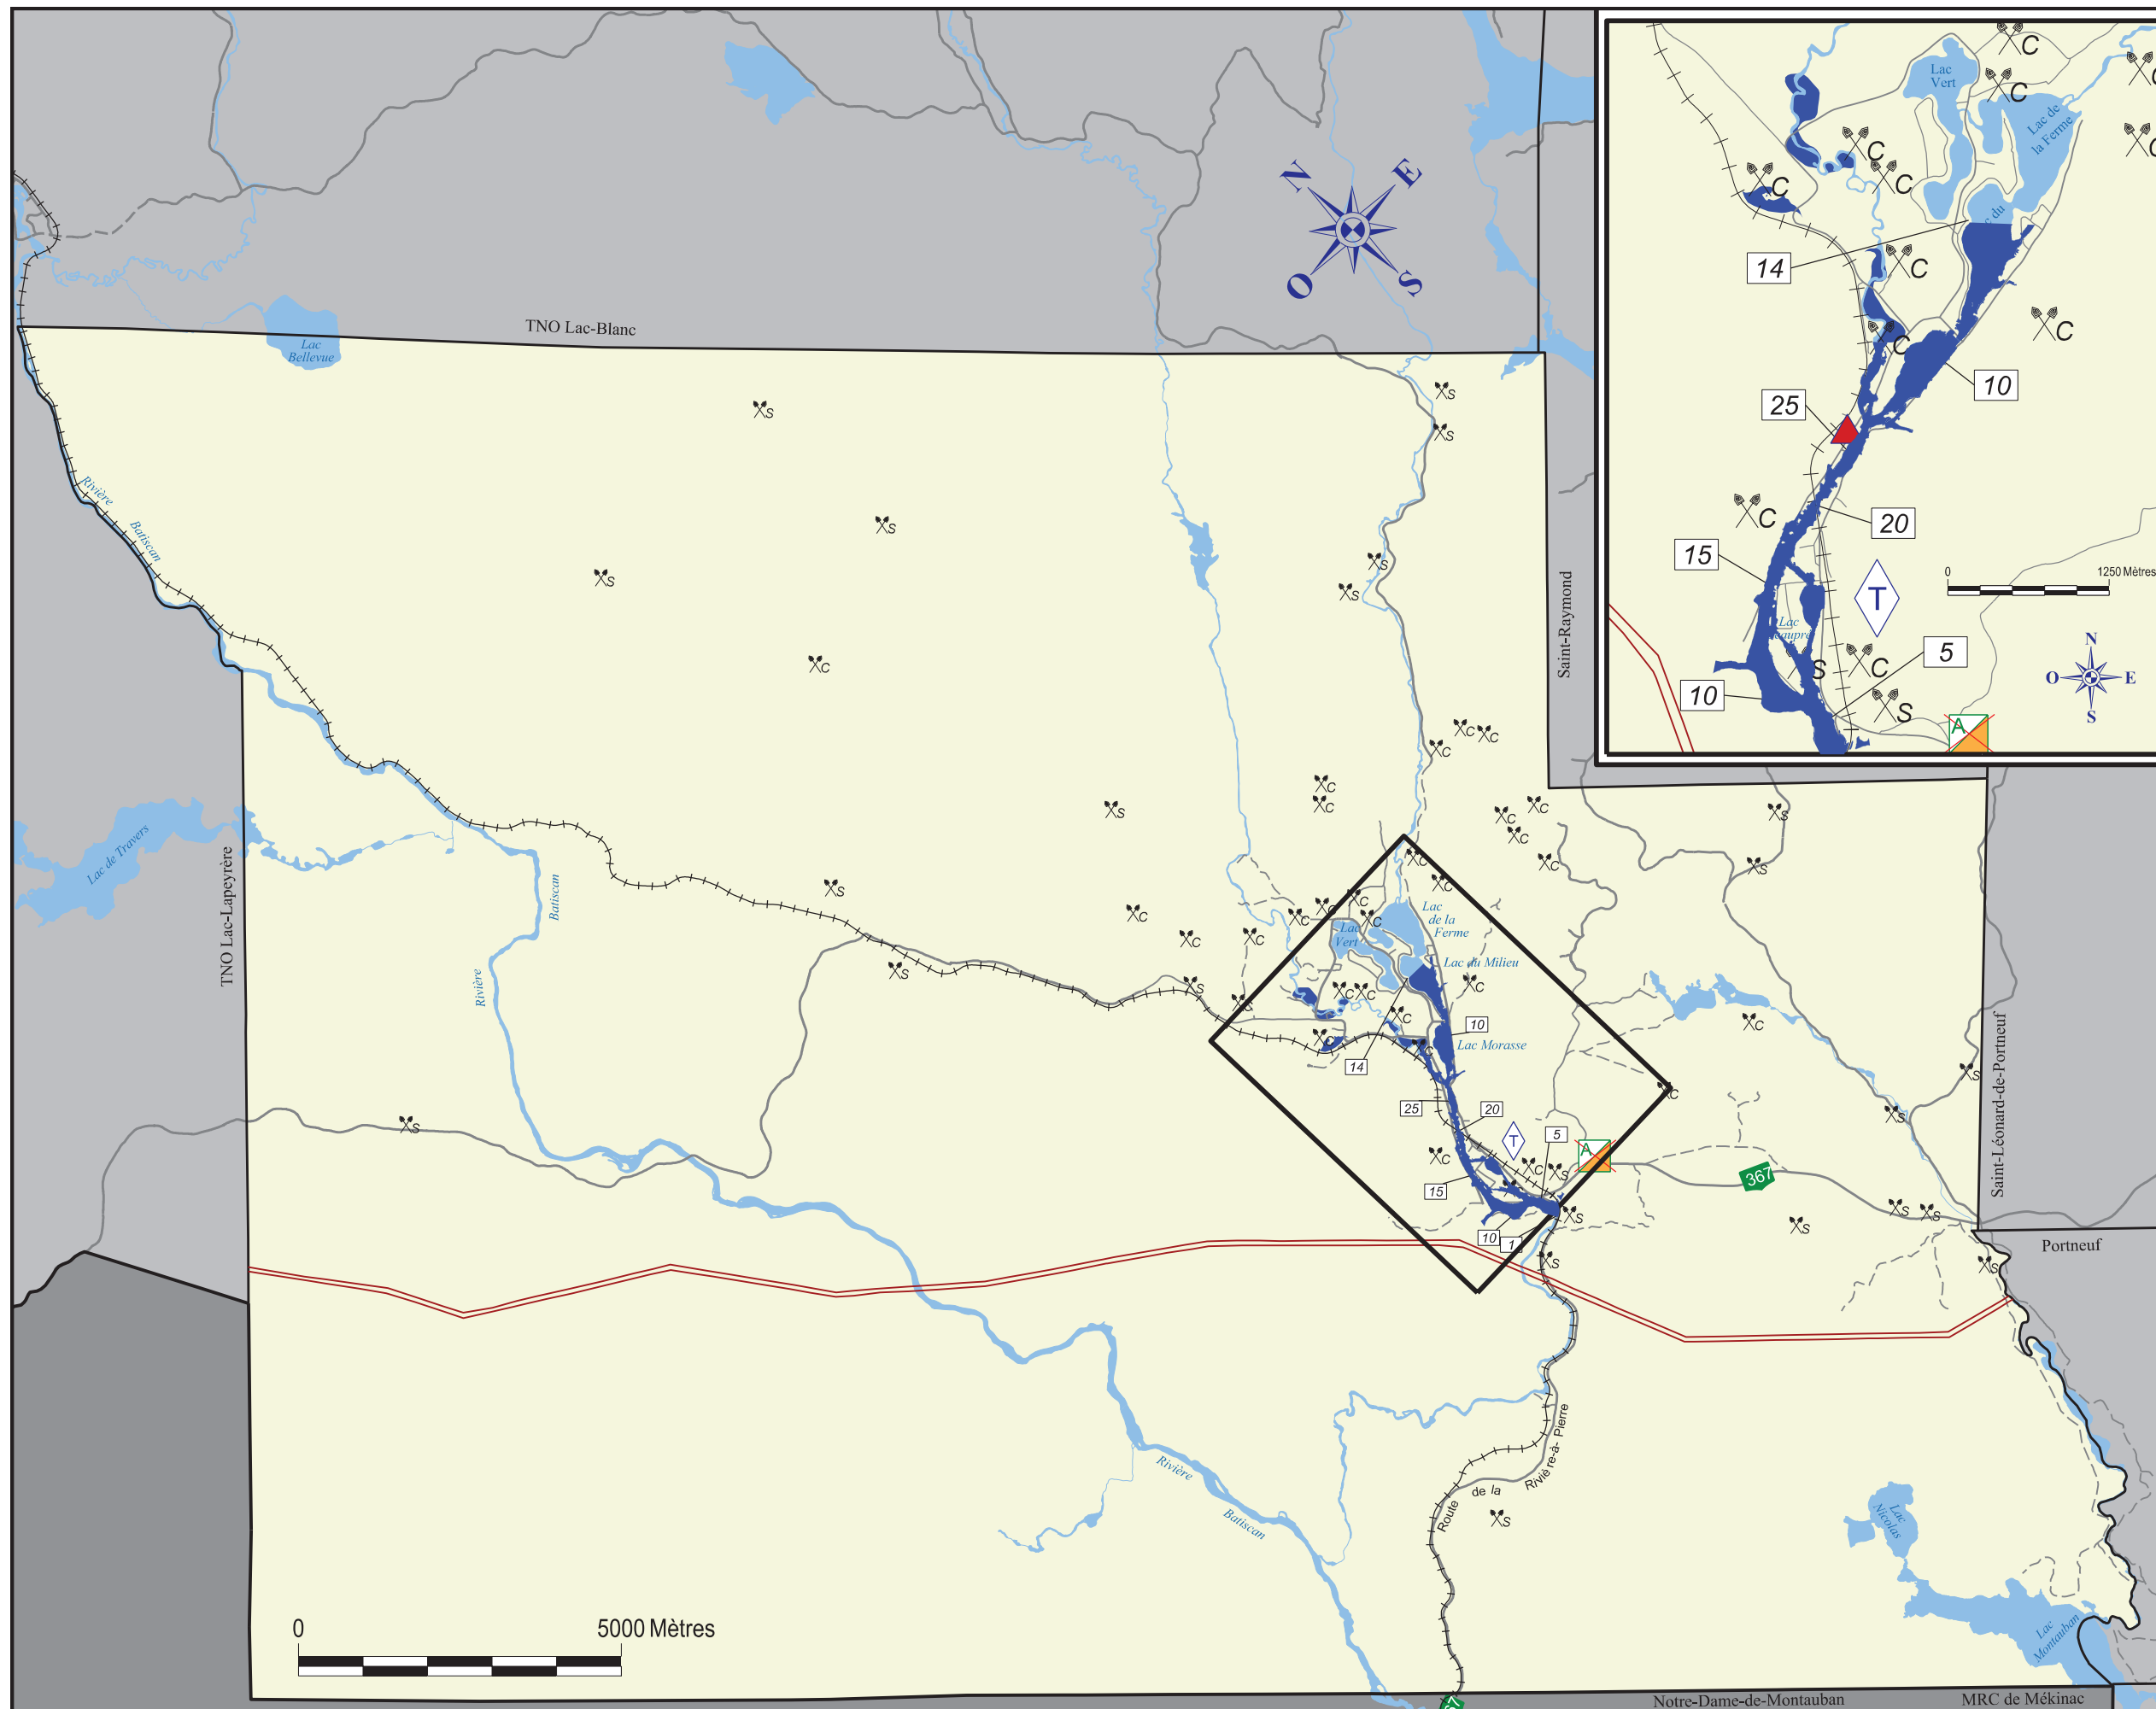 TNO Lac-Blanc
Lac
Bellevue
N
E
O
S
Saint-Raymond
Rivière
Batiscan
Lac de Travers
TNO Lac-Lapeyrère
Batiscan
Rivière
S
S
S
S
S
S
S
C
C
C
C
C
C
S
C
C
C
C
C
S
S
S
C
C
C
S
S
S
C
C
C
C
C
C
Lac
Vert
Lac
de la
Ferme
Lac du Milieu
Lac Morasse
C
C
C
C
C
C
C
C
S
S
S
10
14
25
20
T
5
A
15
10
1
C
C
S
S
S
367
S
S
S
S
Saint-Léonard-de-Portneuf
Portneuf
Rivière
Batiscan
Route de la Riviè re-à- Pierre
S
Lac
Nicolas
Lac
Montauban
0
5000 Mètres
Notre-Dame-de-Montauban
MRC de Mékinac
Lac
Vert
Lac de
la Ferme
C
C
C
C
C
C
C
C
C
14
10
25
20
15
C
T
0
1250 Mètres
Lac
5
10
S
C
S
A
N
O
E
S